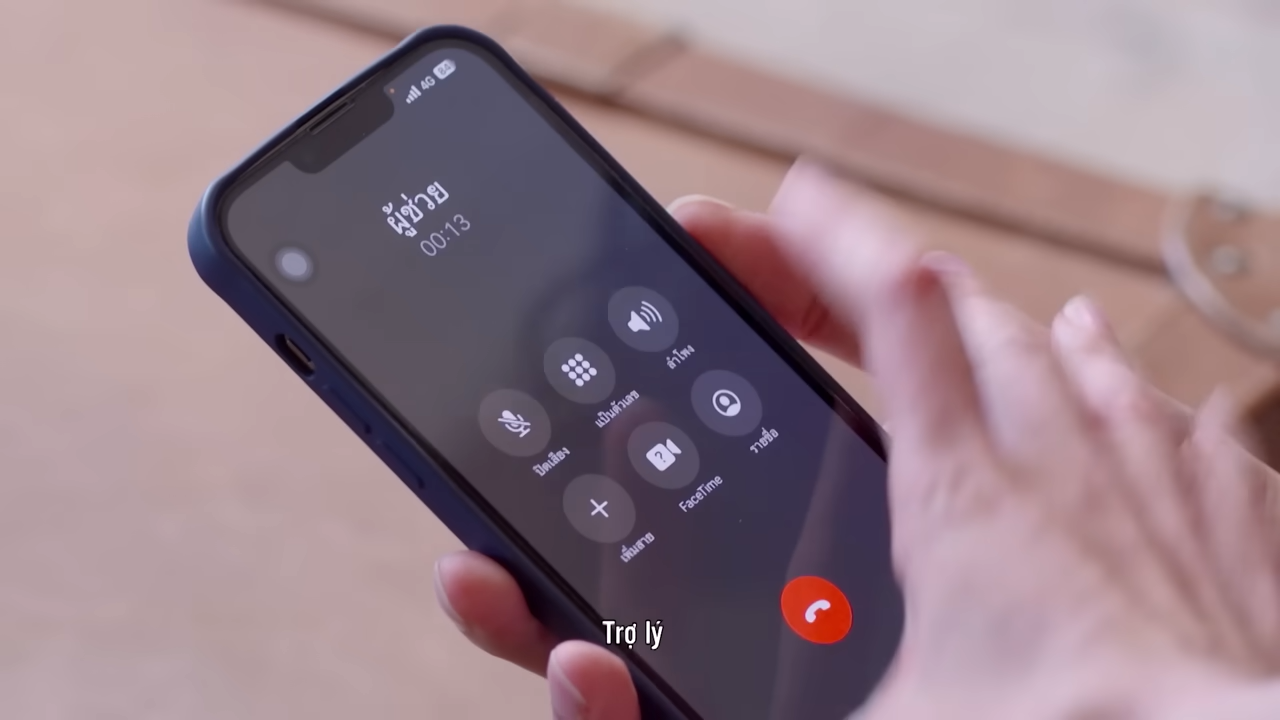 4G 84
ผู้ช่วย
00:13
ปิดเสียง
แป้นตัวเลข
ลำโพง
เพิ่มสาย
FaceTime
รายชื่อ
Trợ lý